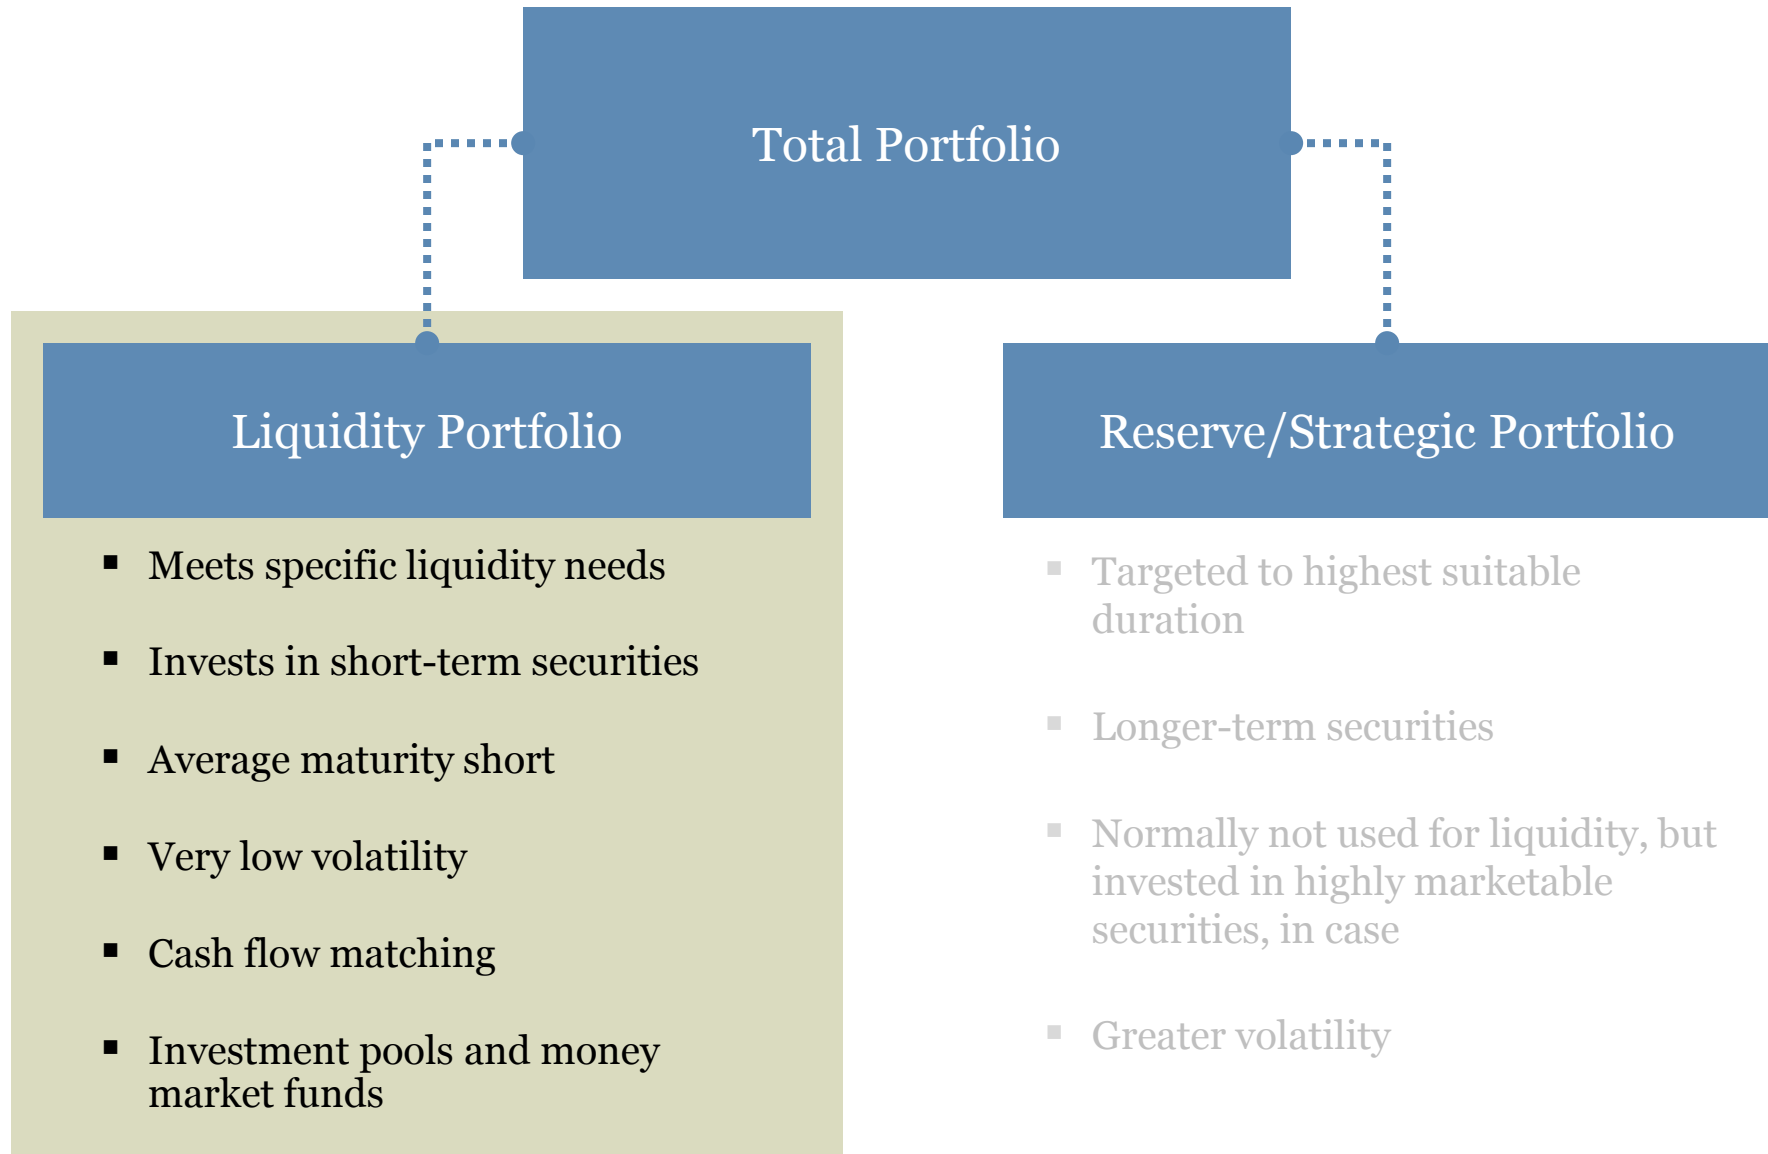 Total Portfolio
Liquidity Portfolio
▪ Meets specific liquidity needs
▪ Invests in short-term securities
▪ Average maturity short
▪ Very low volatility
▪ Cash flow matching
▪ Investment pools and money
market funds
Reserve/Strategic Portfolio
▪ Targeted to highest suitable
duration
▪ Longer-term securities
▪ Normally not used for liquidity, but
invested in highly marketable
securities, in case
▪ Greater volatility